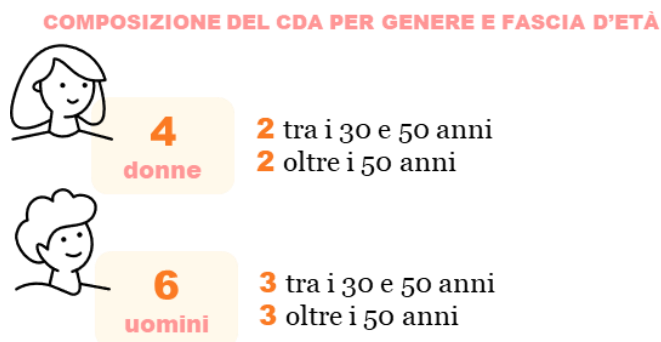 COMPOSIZIONE DEL CDA PER GENERE E FASCIA D'ETÀ
4
donne
2 tra i 30 e 50 anni
2 oltre i 50 anni
6
uomini
3 tra i 30 e 50 anni
3 oltre i 50 anni